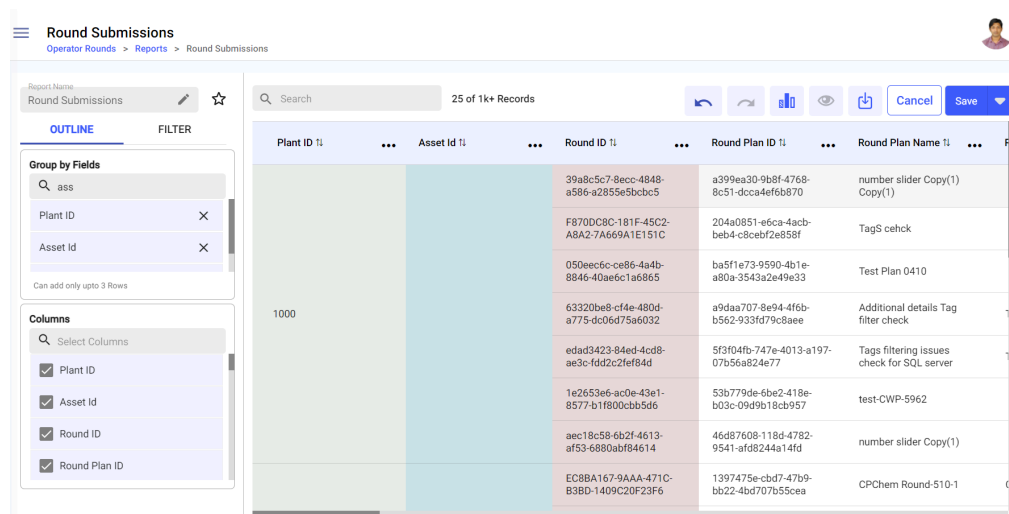 Round Submissions
Operator Rounds > Reports > Round Submissions
Report Name
Round Submissions
OUTLINE FILTER
Group by Fields
ass
Plant ID
Asset Id
Can add only upto 3 Rows
Columns
Select Columns
Plant ID
Asset Id
Round ID
Round Plan ID
Search
25 of 1k+ Records
Cancel
Save
Plant ID Asset Id Round ID Round Plan ID Round Plan Name
1000
39a8c5c7-8ecc-4848-
a586-a2855e5bcbc5
a399ea30-9b8f-4768-
8c51-dcca4ef6b870
number slider Copy(1)
Copy(1)
F870DC8C-181F-45C2-
A8A2-7A669A1E151C
204a0851-e6ca-4acb-
beb4-c8cebf2e858f
TagS cehck
050eec6c-ce86-4a4b-
8846-40ae6c1a6865
ba5f1e73-9590-4b1e-
a80a-3543a2e49e33
Test Plan 0410
63320be8-cf4e-480d-
a775-dc06d75a6032
a9daa707-8e94-4f6b-
b562-933fd79c8aee
Additional details Tag
filter check
edad3423-84ed-4cd8-
ae3c-fdd2c2fef84d
5f3f04fb-747e-4013-a197-
07b56a824e77
Tags filtering issues
check for SQL server
1e2653e6-ac0e-43e1-
8577-b1f800cbb5d6
53b779de-6be2-418e-
b03c-09d9b18cb957
test-CWP-5962
aec18c58-6b2f-4613-
af53-6880abf84614
46d87608-118d-4782-
9541-afd8244a14fd
number slider Copy(1)
EC8BA167-9AAA-471C-
B3BD-1409C20F23F6
1397475e-cbd7-47b9-
bb22-4bd707b55cea
CPChem Round-510-1